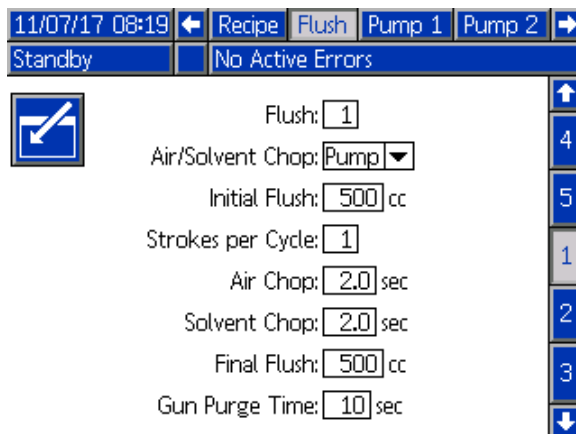 11/07/17 08:19 Recipe Flush Pump 1 Pump 2
Standby No Active Errors
Flush: 1
4
Air/Solvent Chop: Pump
Initial Flush: 500 cc
5
Strokes per Cycle: 1
1
Air Chop: 2.0 sec
Solvent Chop: 2.0 sec
2
Final Flush: 500 cc
3
Gun Purge Time: 10 sec